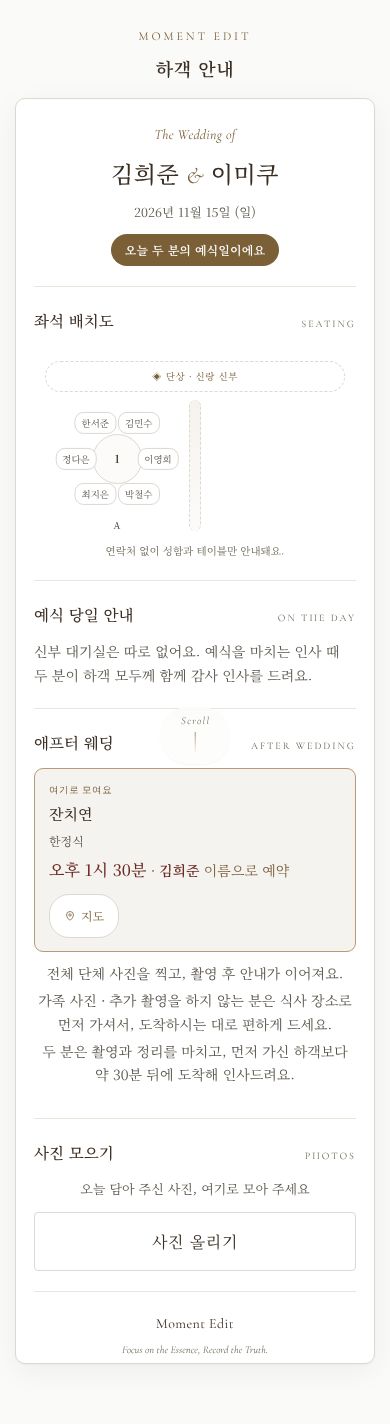 MOMENT EDIT
하객 안내
The Wedding of
김희준 & 이미쿠
2026년 11월 15일 (일)
오늘 두 분의 예식일이에요
좌석 배치도
SEATING
◈ 단상 · 신랑 신부
한서준
김민수
정다은
1
이영희
최지은
박철수
A
연락처 없이 성함과 테이블만 안내돼요.
예식 당일 안내
ON THE DAY
신부 대기실은 따로 없어요. 예식을 마치는 인사 때
두 분이 하객 모두께 함께 감사 인사를 드려요.
Scroll
애프터 웨딩
AFTER WEDDING
여기로 모여요
잔치연
한정식
오후 1시 30분 · 김희준 이름으로 예약
지도
전체 단체 사진을 찍고, 촬영 후 안내가 이어져요.
가족 사진 · 추가 촬영을 하지 않는 분은 식사 장소로
먼저 가셔서, 도착하시는 대로 편하게 드세요.
두 분은 촬영과 정리를 마치고, 먼저 가신 하객보다
약 30분 뒤에 도착해 인사드려요.
사진 모으기
PHOTOS
오늘 담아 주신 사진, 여기로 모아 주세요
사진 올리기
Moment Edit
Focus on the Essence, Record the Truth.